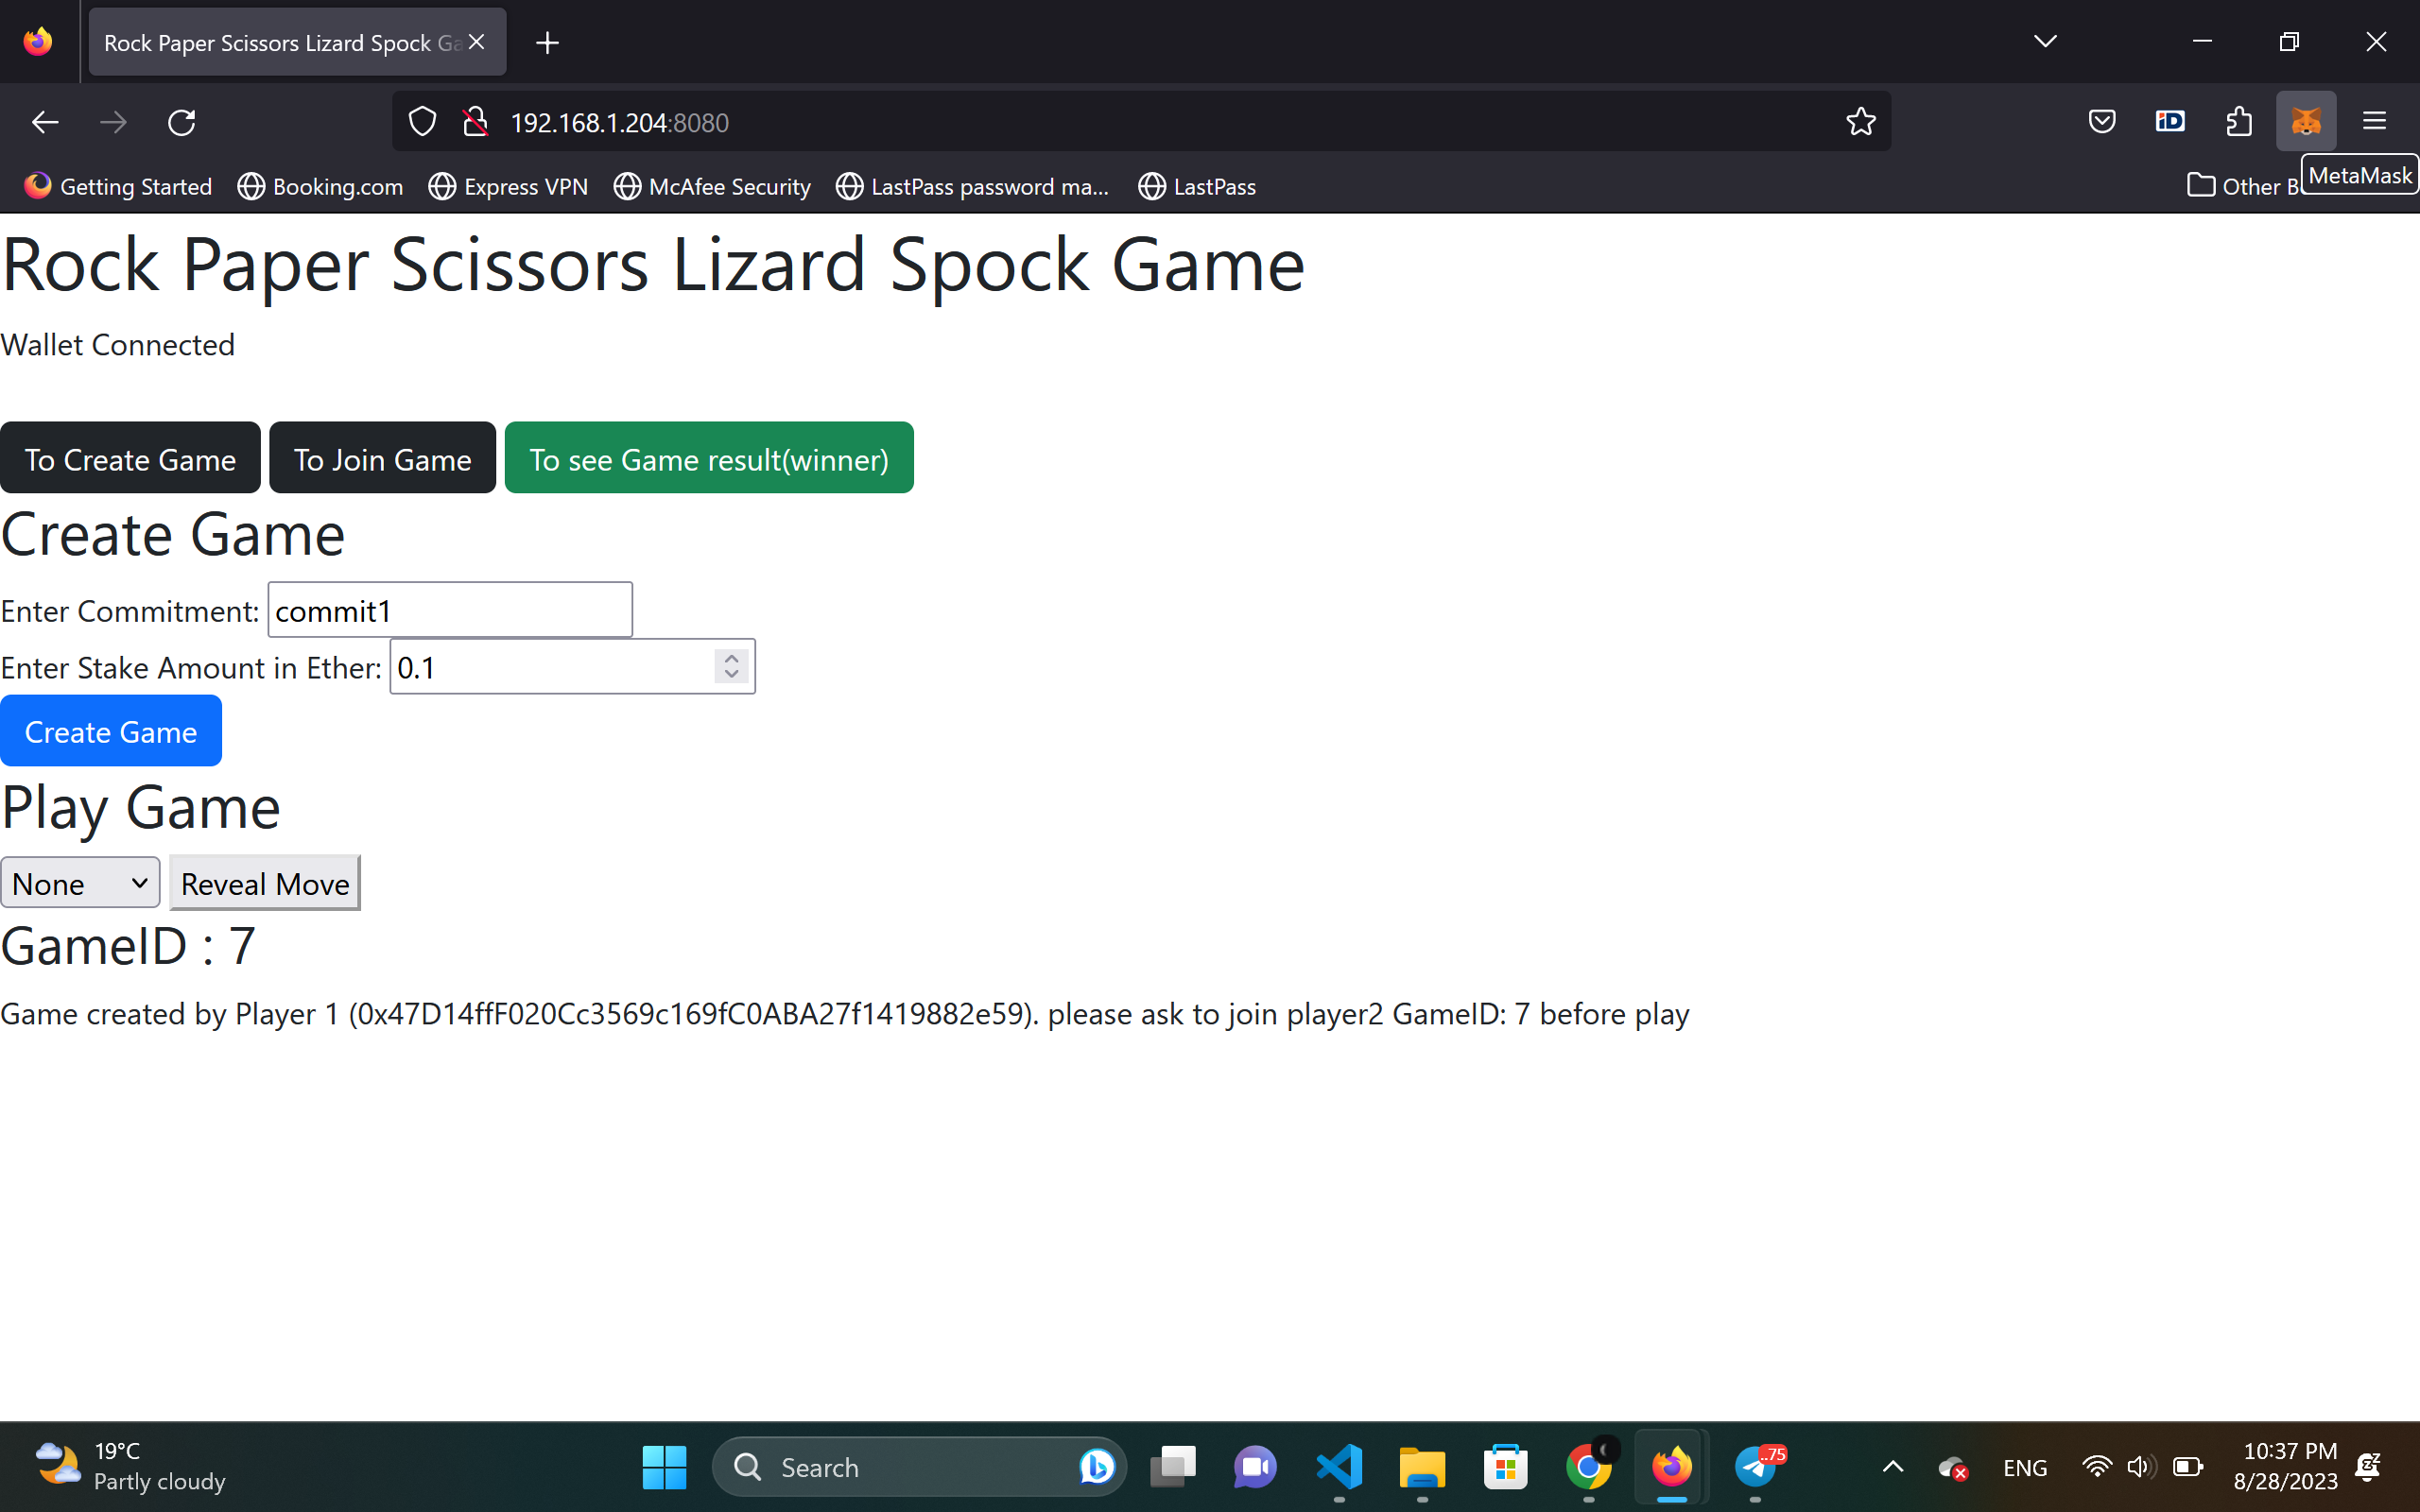 Rock Paper Scissors Lizard Spock Ga
192.168.1.204:8080
iD
MetaMask
Getting Started Booking.com Express VPN McAfee Security LastPass password ma... LastPass Other B
Rock Paper Scissors Lizard Spock Game
Wallet Connected
To Create Game To Join Game To see Game result(winner)
Create Game
Enter Commitment: commit1
Enter Stake Amount in Ether: 0.1
Create Game
Play Game
None Reveal Move
GameID : 7
Game created by Player 1 (0x47D14ffF020Cc3569c169fC0ABA27f1419882e59). please ask to join player2 GameID: 7 before play
19°C
Partly cloudy
Search
..75
ENG
10:37 PM
8/28/2023